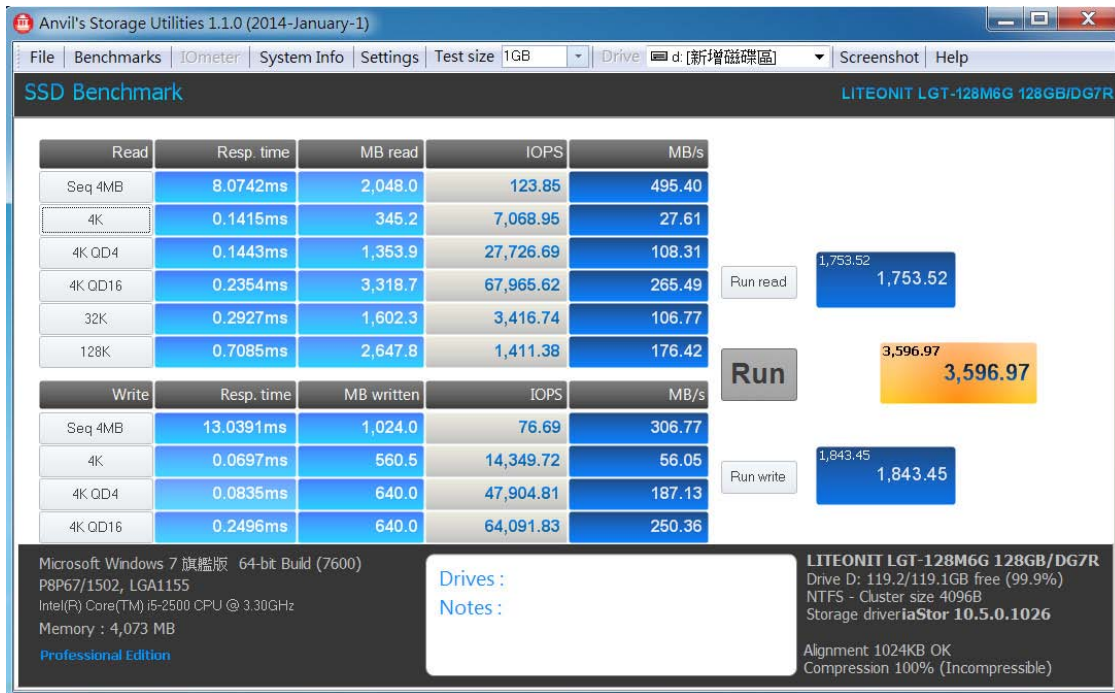 Anvil's Storage Utilities 1.1.0 (2014-January-1)
File Benchmarks IOmeter System Info Settings Test size 1GB Drive d: [新增磁碟區] Screenshot Help
SSD Benchmark LITEONIT LGT-128M6G 128GB/DG7R
Read Resp. time MB read IOPS MB/s
Seq 4MB 8.0742ms 2,048.0 123.85 495.40
4K 0.1415ms 345.2 7,068.95 27.61
4K QD4 0.1443ms 1,353.9 27,726.69 108.31
4K QD16 0.2354ms 3,318.7 67,965.62 265.49
32K 0.2927ms 1,602.3 3,416.74 106.77
128K 0.7085ms 2,647.8 1,411.38 176.42
Run read 1,753.52 1,753.52
Run 3,596.97 3,596.97
Write Resp. time MB written IOPS MB/s
Seq 4MB 13.0391ms 1,024.0 76.69 306.77
4K 0.0697ms 560.5 14,349.72 56.05
4K QD4 0.0835ms 640.0 47,904.81 187.13
4K QD16 0.2496ms 640.0 64,091.83 250.36
Run write 1,843.45 1,843.45
Microsoft Windows 7 旗艦版 64-bit Build (7600)
P8P67/1502, LGA1155
Intel(R) Core(TM) i5-2500 CPU @ 3.30GHz
Memory : 4,073 MB
Professional Edition
Drives :
Notes :
LITEONIT LGT-128M6G 128GB/DG7R
Drive D: 119.2/119.1GB free (99.9%)
NTFS - Cluster size 4096B
Storage driveriaStor 10.5.0.1026
Alignment 1024KB OK
Compression 100% (Incompressible)